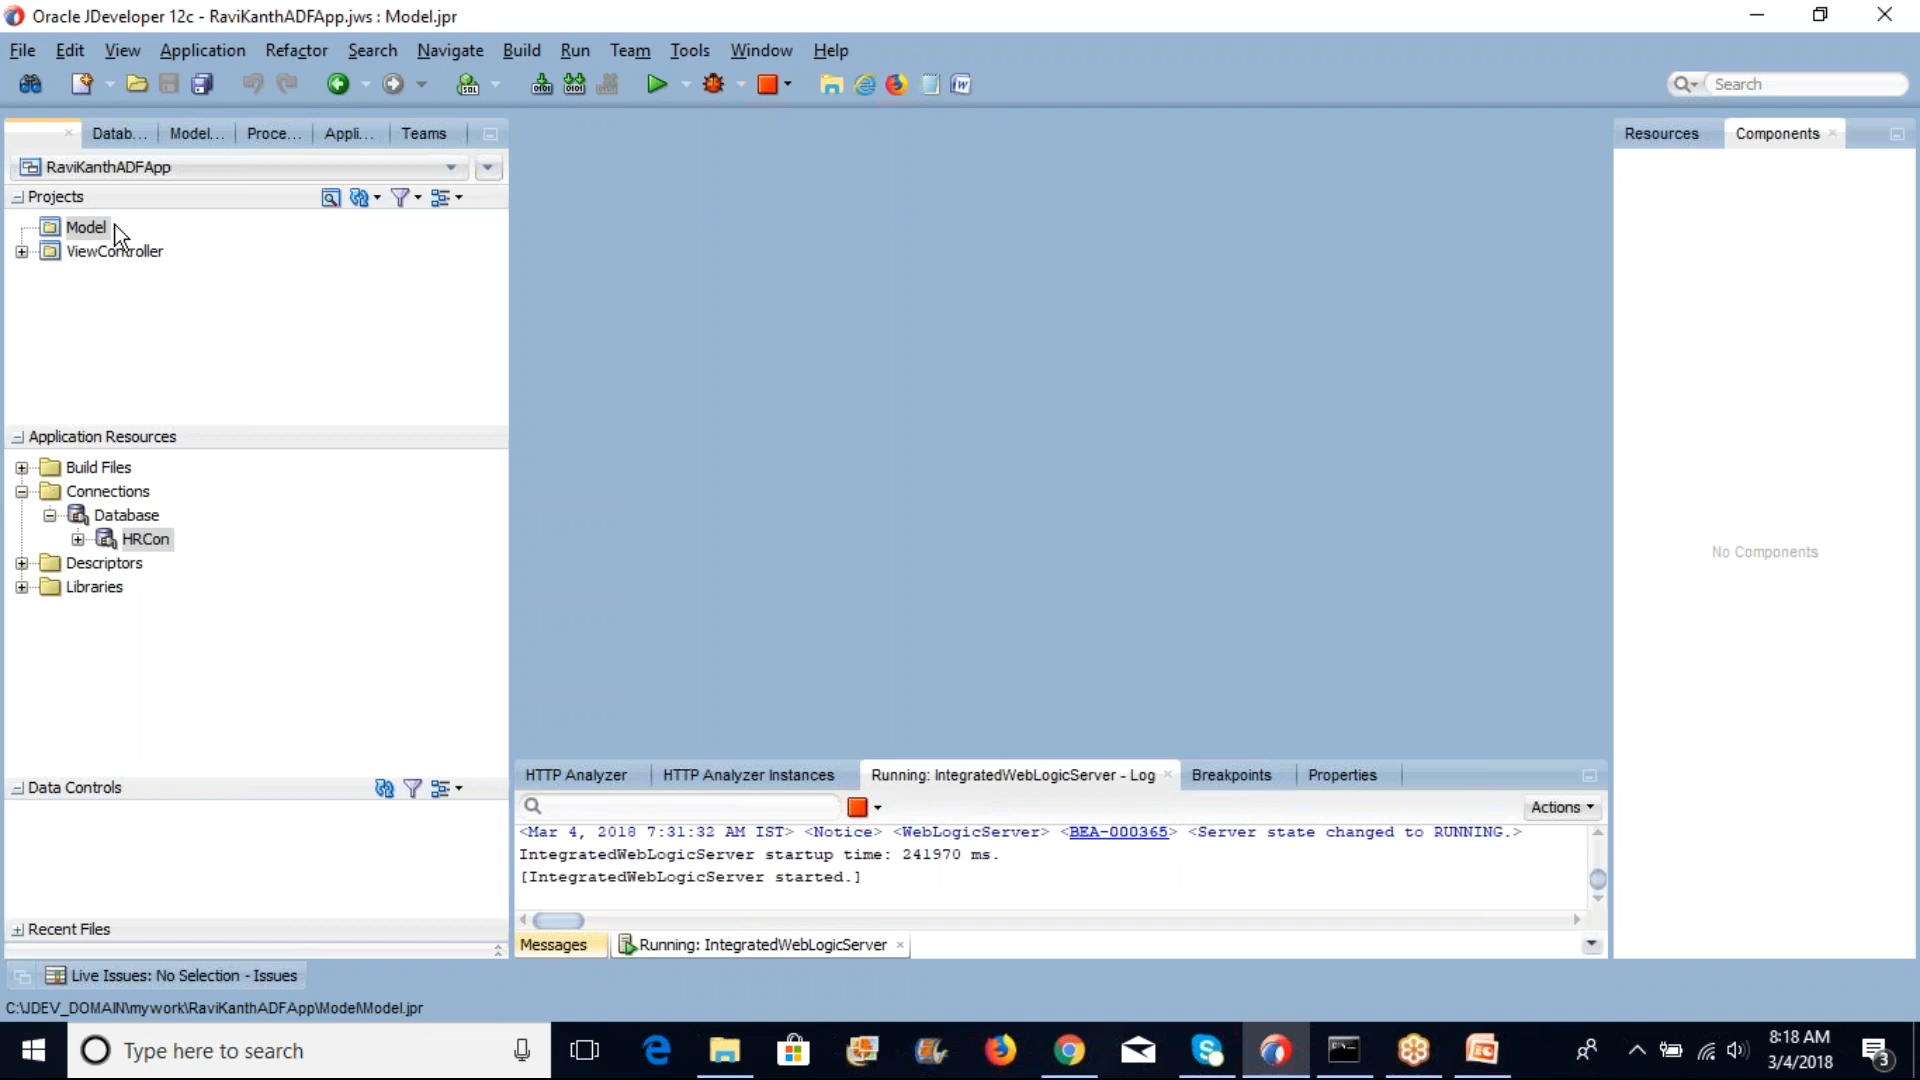 Oracle JDeveloper 12c - RaviKanthADFApp.jws : Model.jpr
File Edit View Application Refactor Search Navigate Build Run Team Tools Window Help
Search
Datab... Model... Proce... Appli... Teams
Resources Components
RaviKanthADFApp
Projects
Model
ViewController
No Components
Application Resources
Build Files
Connections
Database
HRCon
Descriptors
Libraries
Data Controls
Recent Files
HTTP Analyzer HTTP Analyzer Instances Running: IntegratedWebLogicServer - Log Breakpoints Properties
Actions
<Mar 4, 2018 7:31:32 AM IST> <Notice> <WebLogicServer> <BEA-000365> <Server state changed to RUNNING.>
IntegratedWebLogicServer startup time: 241970 ms.
[IntegratedWebLogicServer started.]
Messages Running: IntegratedWebLogicServer
Live Issues: No Selection - Issues
C:\JDEV_DOMAIN\mywork\RaviKanthADFApp\Model\Model.jpr
Type here to search
8:18 AM
3/4/2018
3